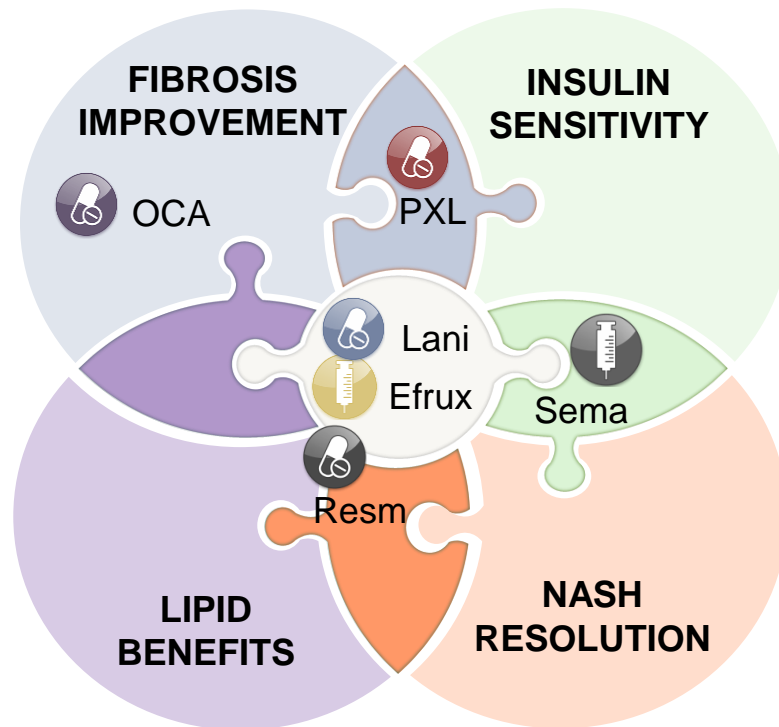 FIBROSIS
IMPROVEMENT
INSULIN
SENSITIVITY
OCA
PXL
Lani
Efrux
Sema
Resm
LIPID
BENEFITS
NASH
RESOLUTION